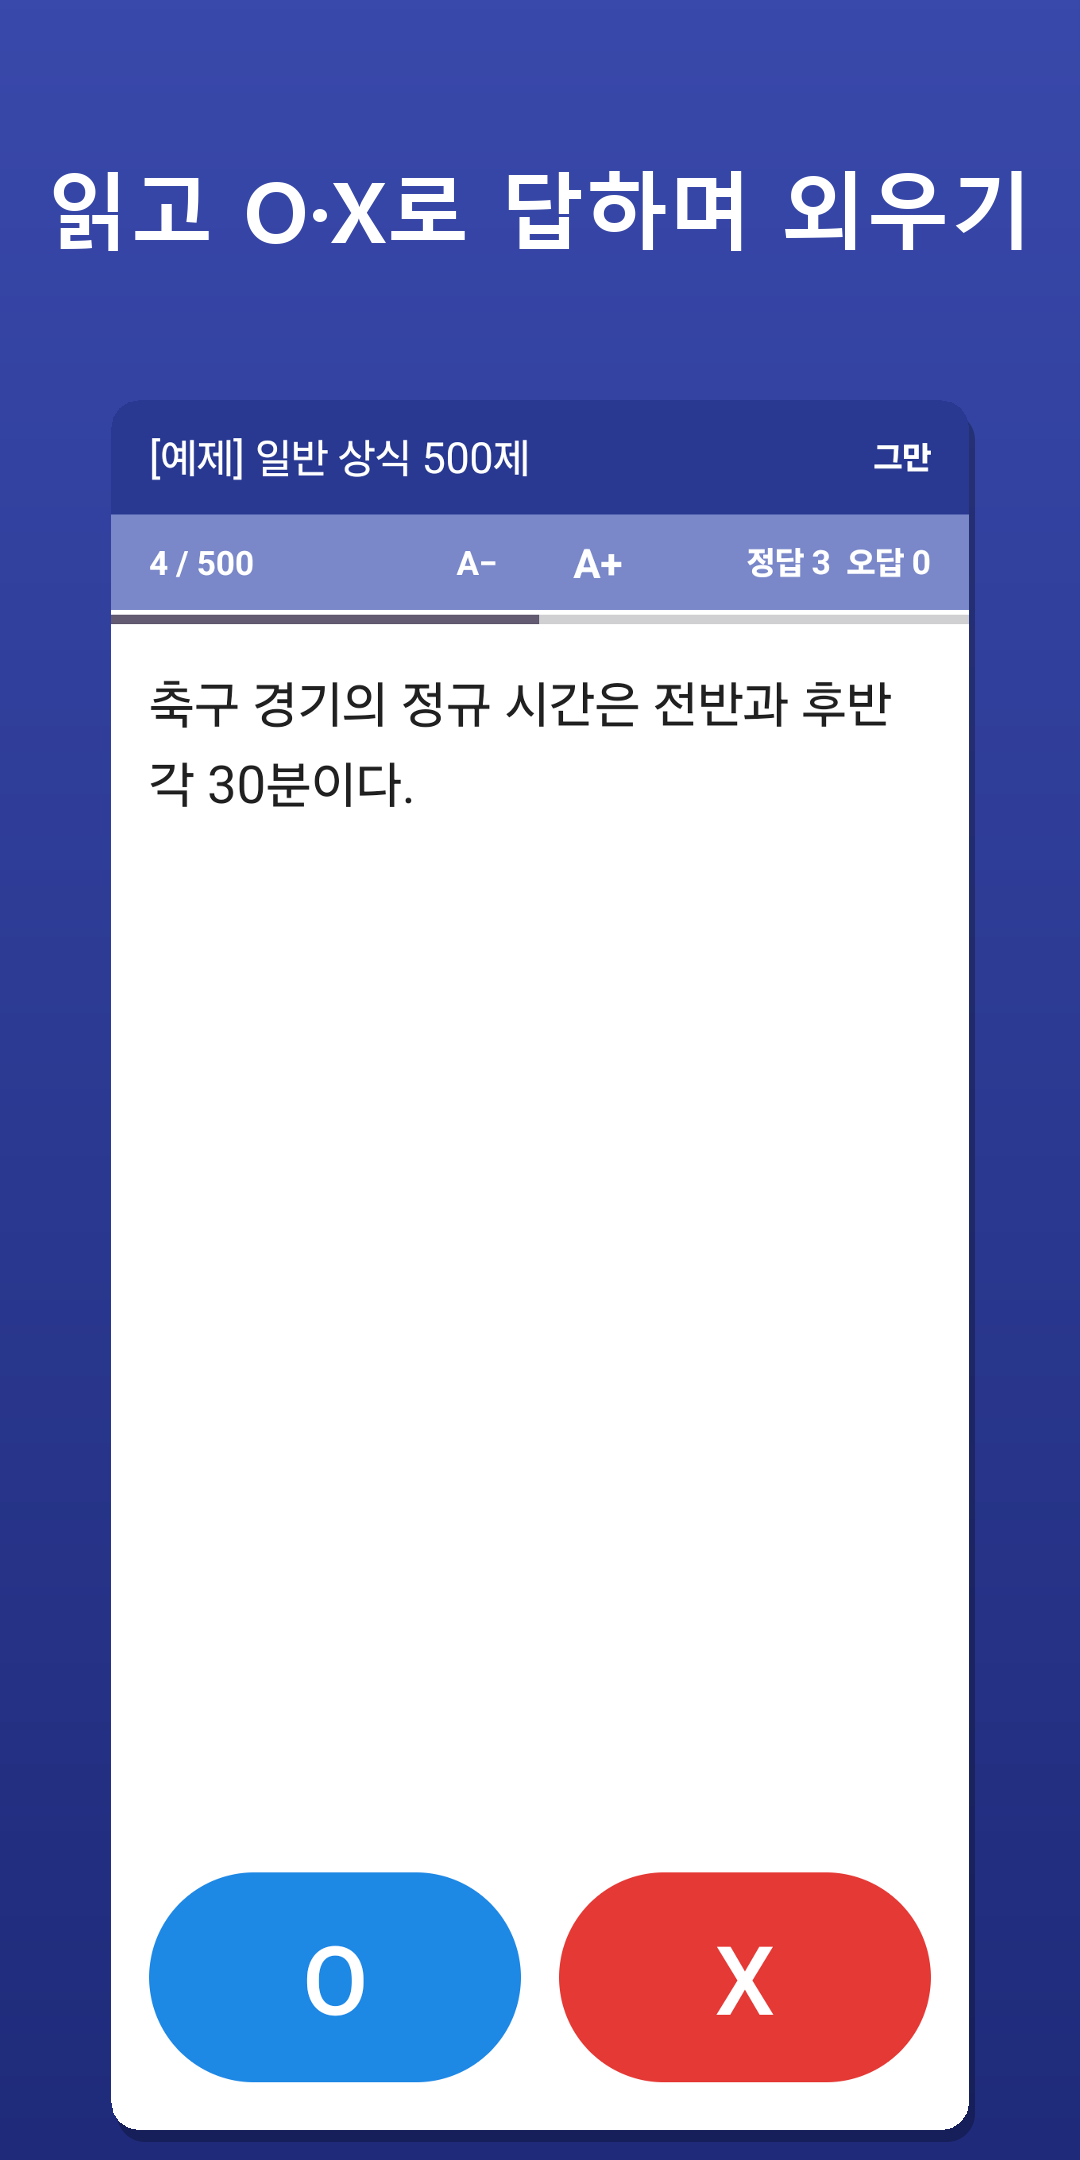 읽고 O·X로 답하며 외우기
[예제] 일반 상식 500제 그만
4 / 500 A− A+ 정답 3 오답 0
축구 경기의 정규 시간은 전반과 후반
각 30분이다.
O X